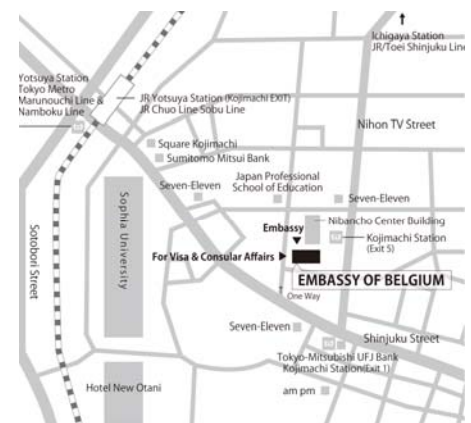 Ichigaya Station
JR/Toei Shinjuku Line
Yotsuya Station
Tokyo Metro
Marunouchi Line &
Namboku Line
JR Yotsuya Station (Kojimachi EXIT)
JR Chuo Line Sobu Line
Nihon TV Street
Square Kojimachi
Sumitomo Mitsui Bank
Japan Professional
School of Education
Seven-Eleven
Seven-Eleven
Sophia University
Sotobori Street
Nibancho Center Building
Embassy
Kojimachi Station
(Exit 5)
For Visa & Consular Affairs
EMBASSY OF BELGIUM
One Way
Seven-Eleven
Shinjuku Street
Tokyo-Mitsubishi UFJ Bank
Kojimachi Station(Exit 1)
Hotel New Otani
am pm